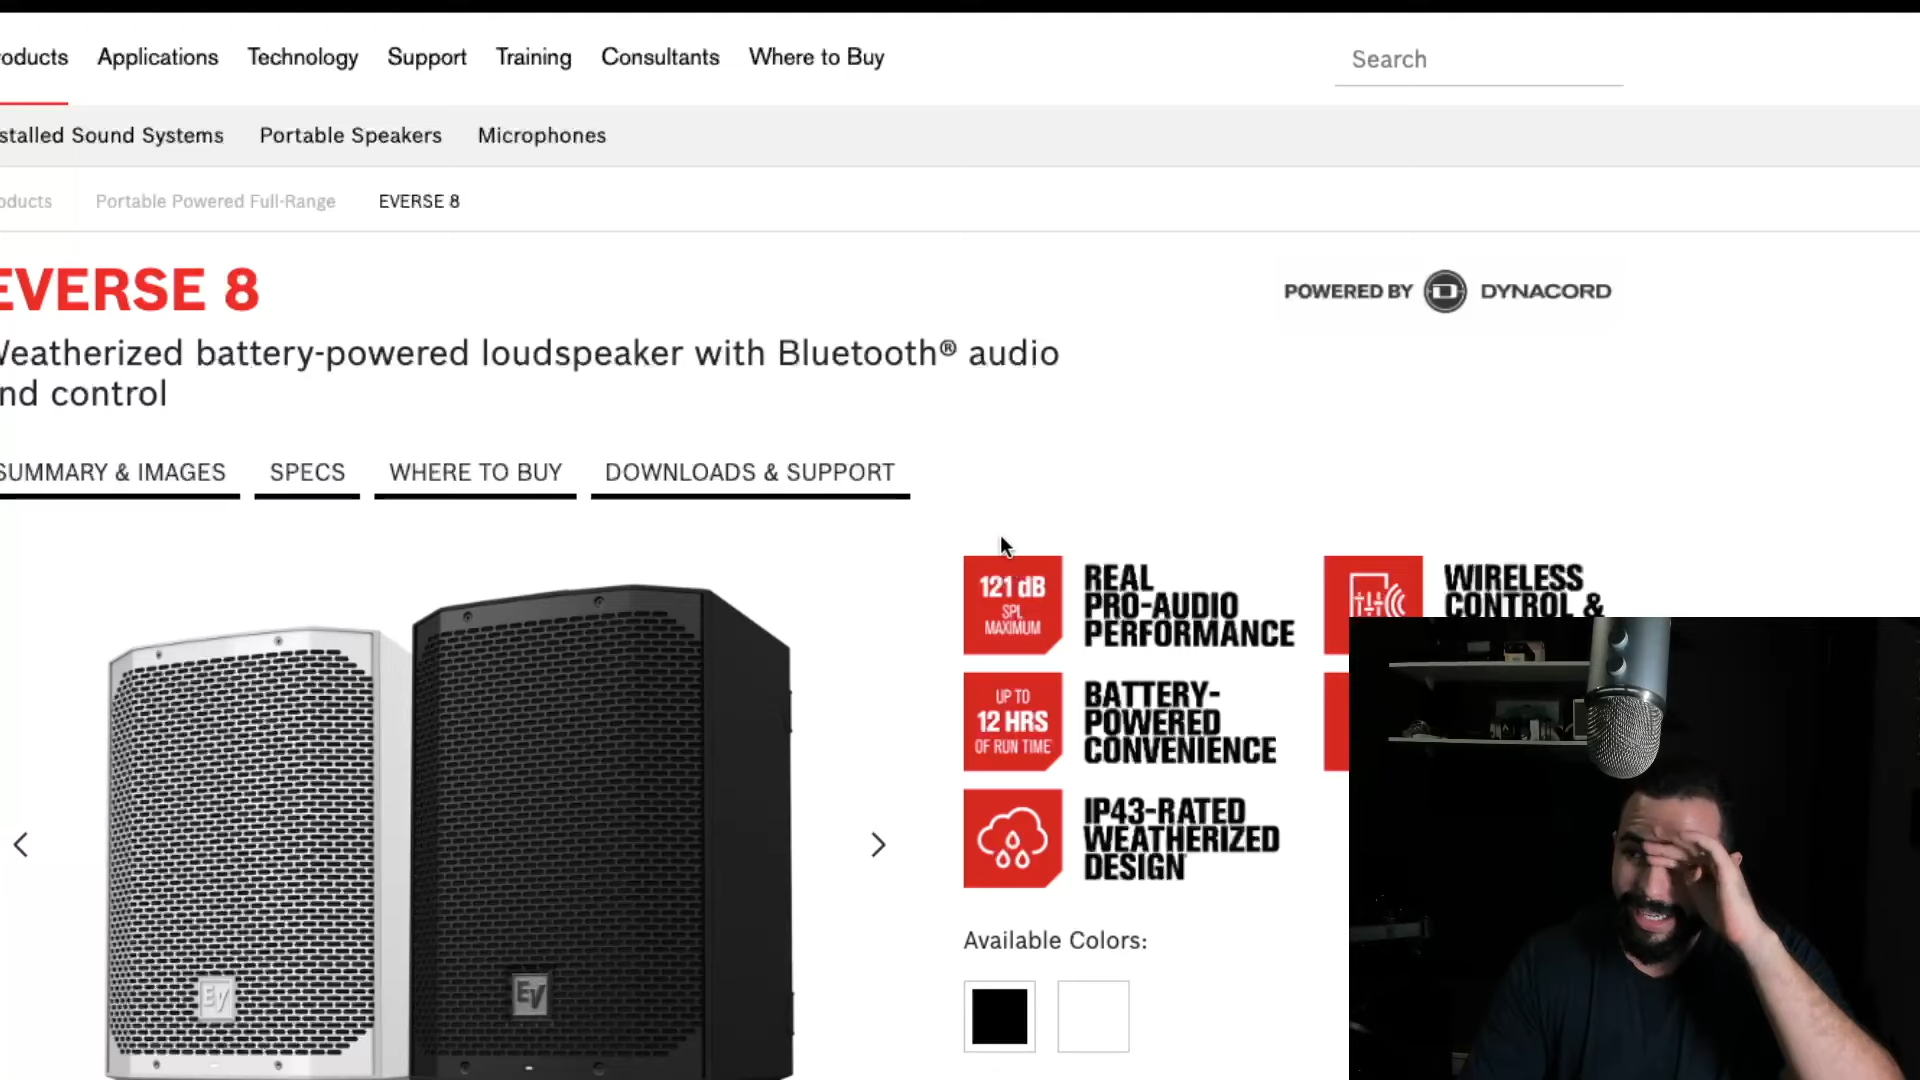 oducts Applications Technology Support Training Consultants Where to Buy Search
stalled Sound Systems Portable Speakers Microphones
oducts Portable Powered Full-Range EVERSE 8
EVERSE 8
POWERED BY DYNACORD
Weatherized battery-powered loudspeaker with Bluetooth® audio
nd control
SUMMARY & IMAGES SPECS WHERE TO BUY DOWNLOADS & SUPPORT
121 dB
SPL
MAXIMUM
REAL
PRO-AUDIO
PERFORMANCE
WIRELESS
CONTROL &
UP TO
12 HRS
OF RUN TIME
BATTERY-
POWERED
CONVENIENCE
IP43-RATED
WEATHERIZED
DESIGN
Available Colors:
EV
EV